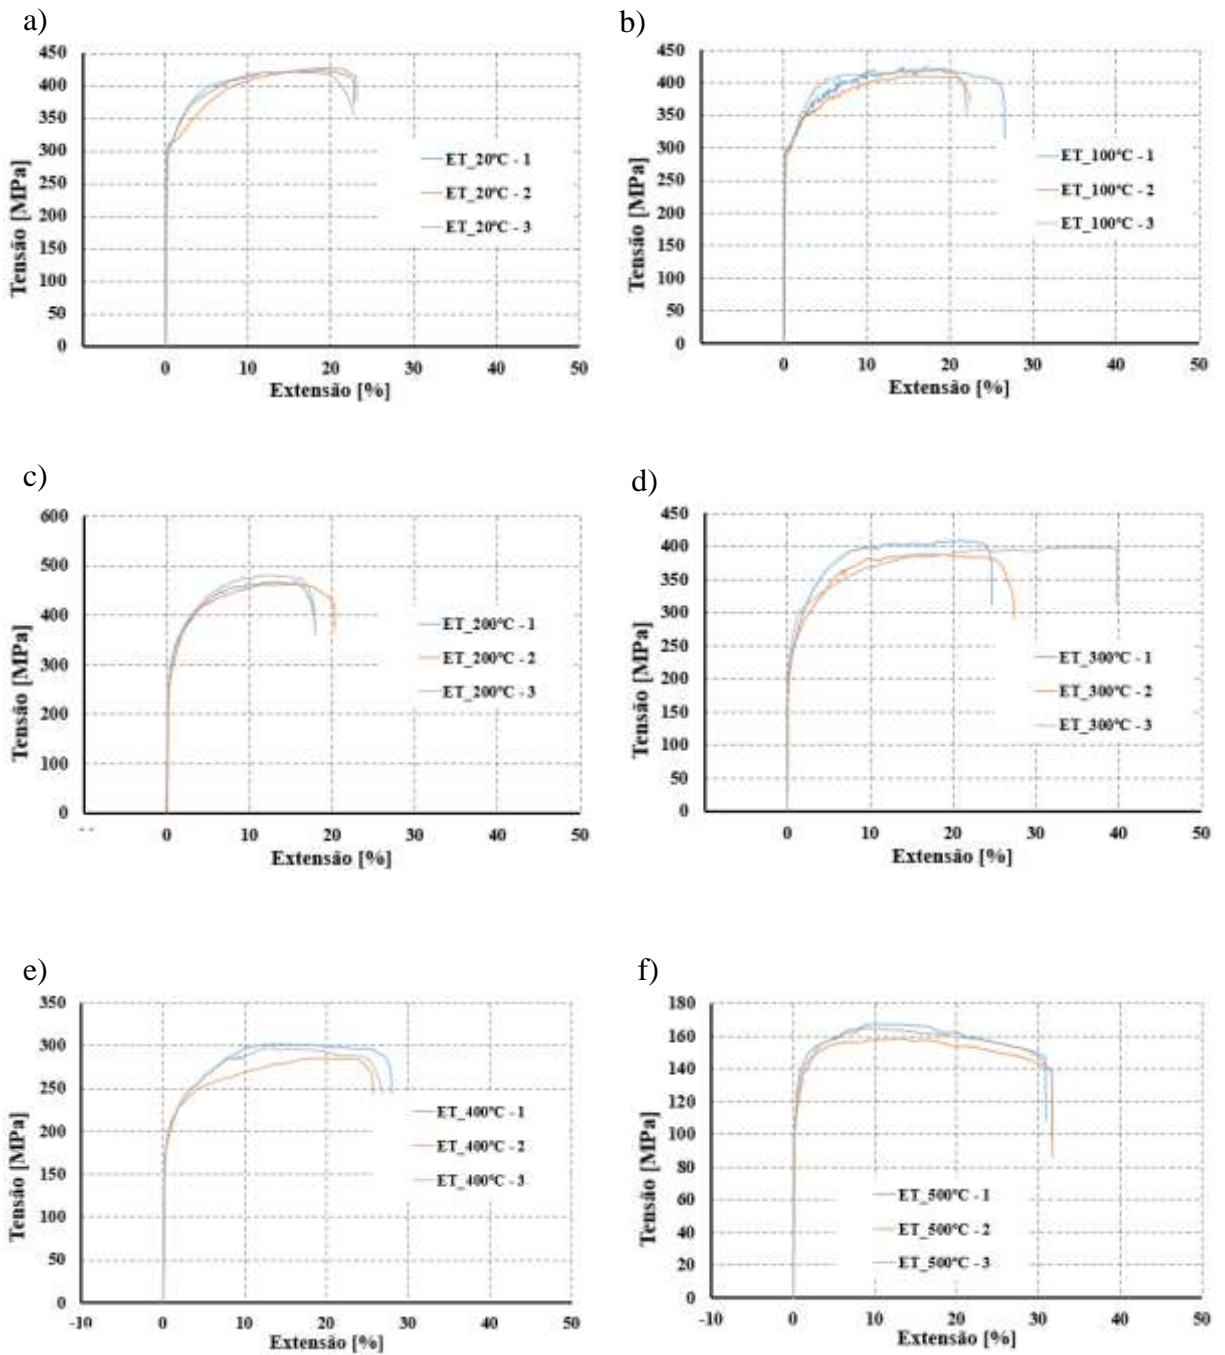 a)
450
400
350
300
250
200
150
100
50
0
Tensão [MPa]
ET_20ºC - 1
ET_20ºC - 2
ET_20ºC - 3
0 10 20 30 40 50
Extensão [%]
b)
450
400
350
300
250
200
150
100
50
0
Tensão [MPa]
ET_100ºC - 1
ET_100ºC - 2
ET_100ºC - 3
0 10 20 30 40 50
Extensão [%]
c)
600
500
400
300
200
100
0
Tensão [MPa]
ET_200ºC - 1
ET_200ºC - 2
ET_200ºC - 3
0 10 20 30 40 50
Extensão [%]
d)
450
400
350
300
250
200
150
100
50
0
Tensão [MPa]
ET_300ºC - 1
ET_300ºC - 2
ET_300ºC - 3
0 10 20 30 40 50
Extensão [%]
e)
350
300
250
200
150
100
50
0
Tensão [MPa]
ET_400ºC - 1
ET_400ºC - 2
ET_400ºC - 3
-10 0 10 20 30 40 50
Extensão [%]
f)
180
160
140
120
100
80
60
40
20
0
Tensão [MPa]
ET_500ºC - 1
ET_500ºC - 2
ET_500ºC - 3
-10 0 10 20 30 40 50
Extensão [%]